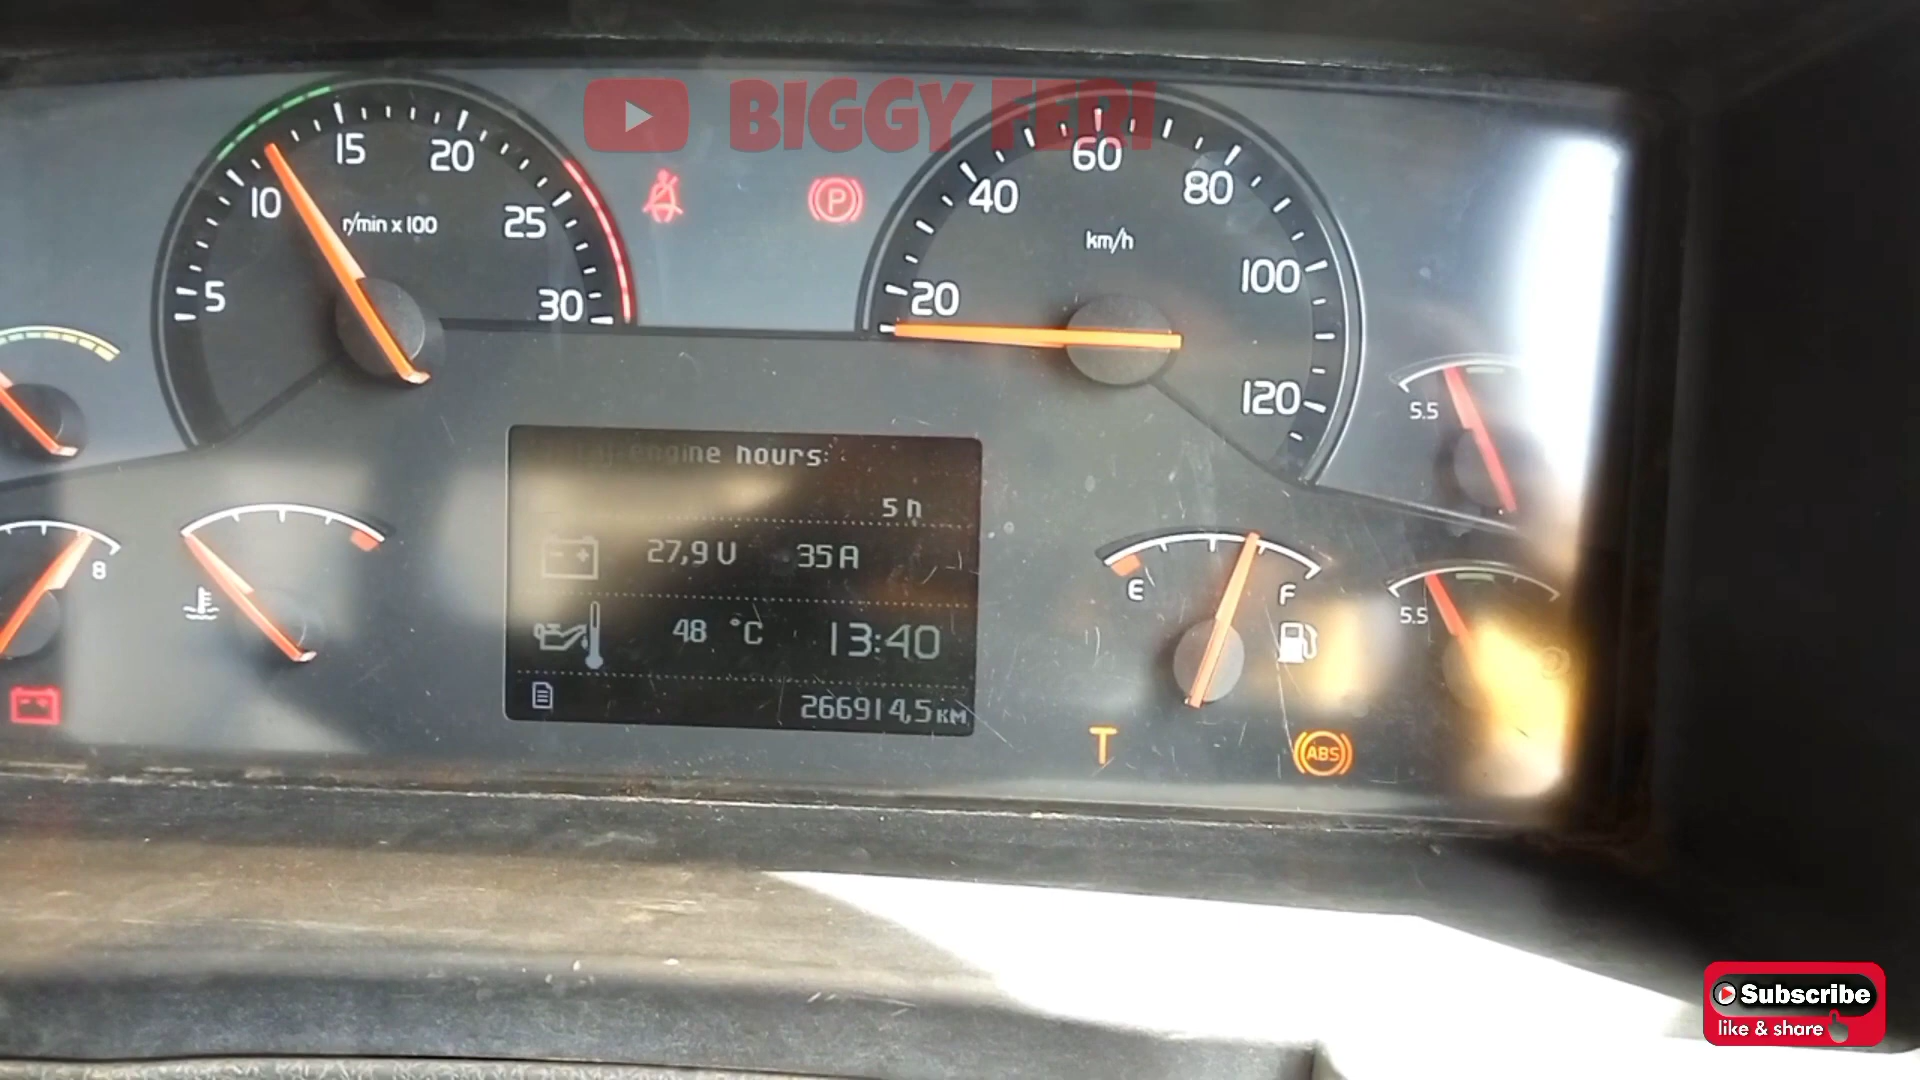 BIGGY FERI
5 10 15 20 25 30
r/min x 100
P
20 40 60 80 100 120
km/h
5.5
engine hours:
5 h
27,9 V 35 A
48 °C 13:40
266914,5 KM
8
E F
5.5
T
ABS
Subscribe
like & share